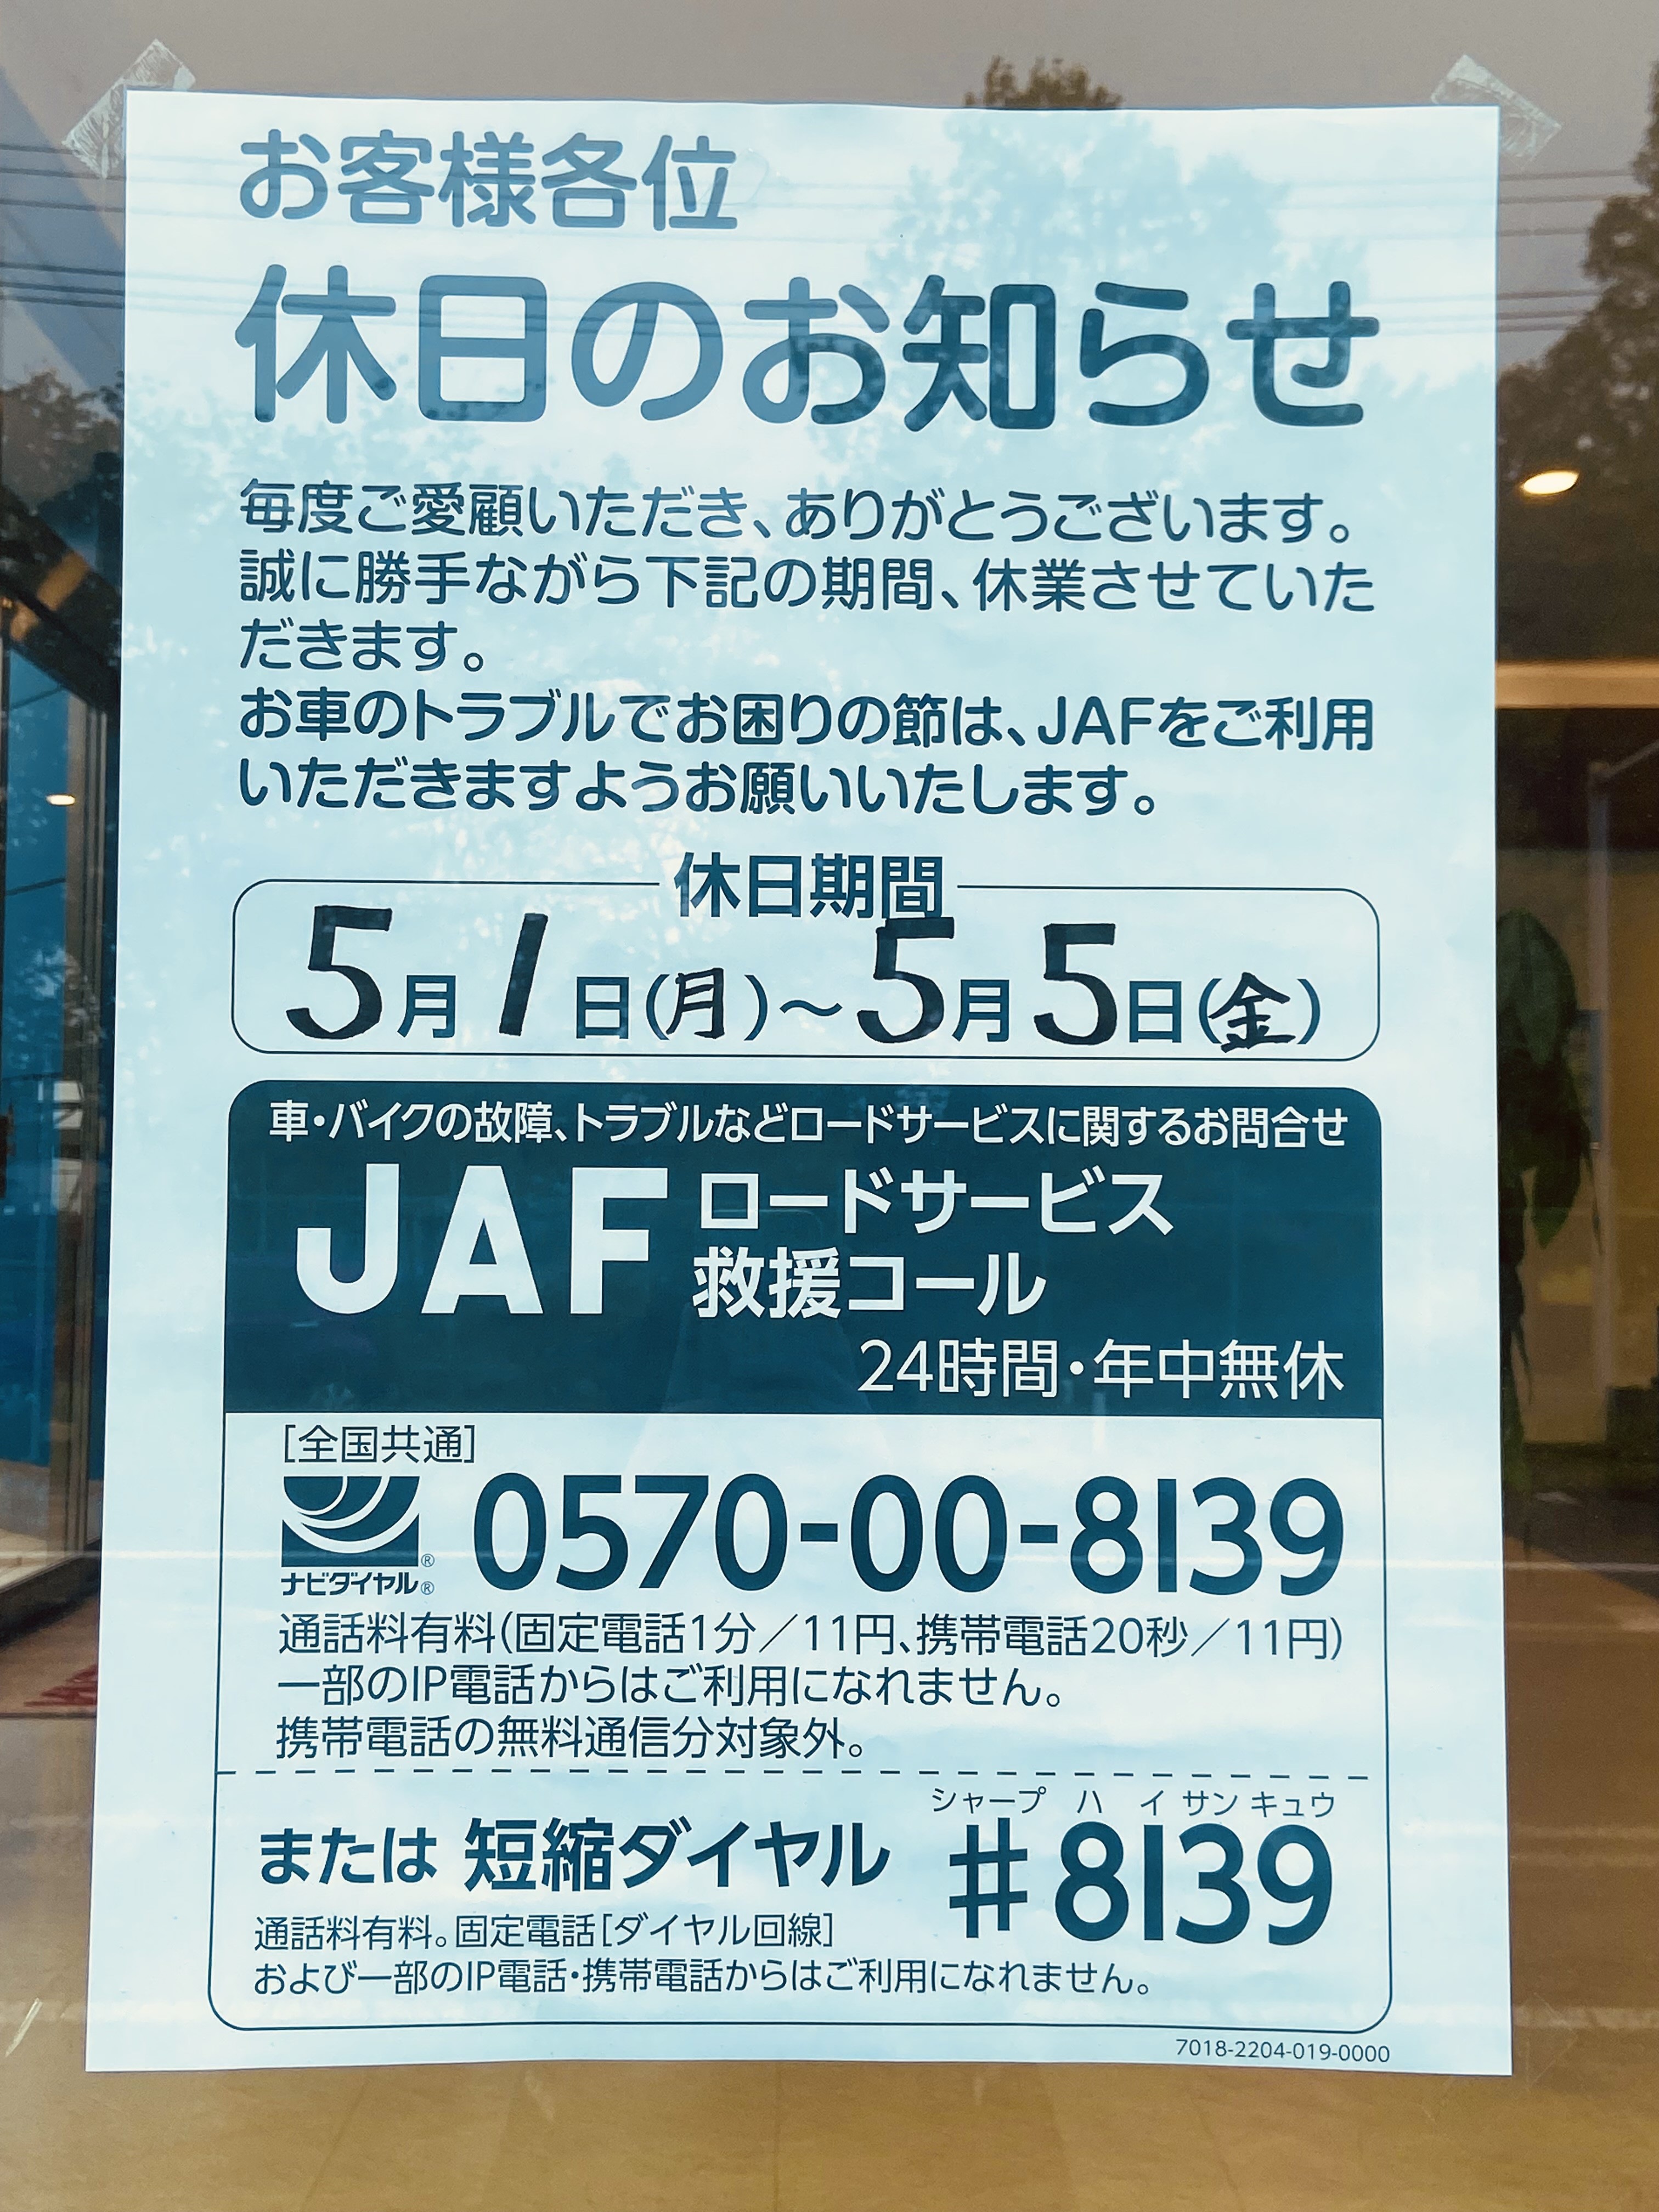 お客様各位
休日のお知らせ
毎度ご愛顧いただき、ありがとうございます。
誠に勝手ながら下記の期間、休業させていた
だきます。
お車のトラブルでお困りの節は、JAFをご利用
いただきますようお願いいたします。
休日期間
5月1日(月)～5月5日(金)
車・バイクの故障、トラブルなどロードサービスに関するお問合せ
JAF ロードサービス
救援コール
24時間・年中無休
[全国共通]
0570-00-8139
ナビダイヤル®
通話料有料(固定電話1分／11円、携帯電話20秒／11円)
一部のIP電話からはご利用になれません。
携帯電話の無料通信分対象外。
シャープ ハ イ サン キュウ
または 短縮ダイヤル #8139
通話料有料。固定電話[ダイヤル回線]
および一部のIP電話・携帯電話からはご利用になれません。
7018-2204-019-0000